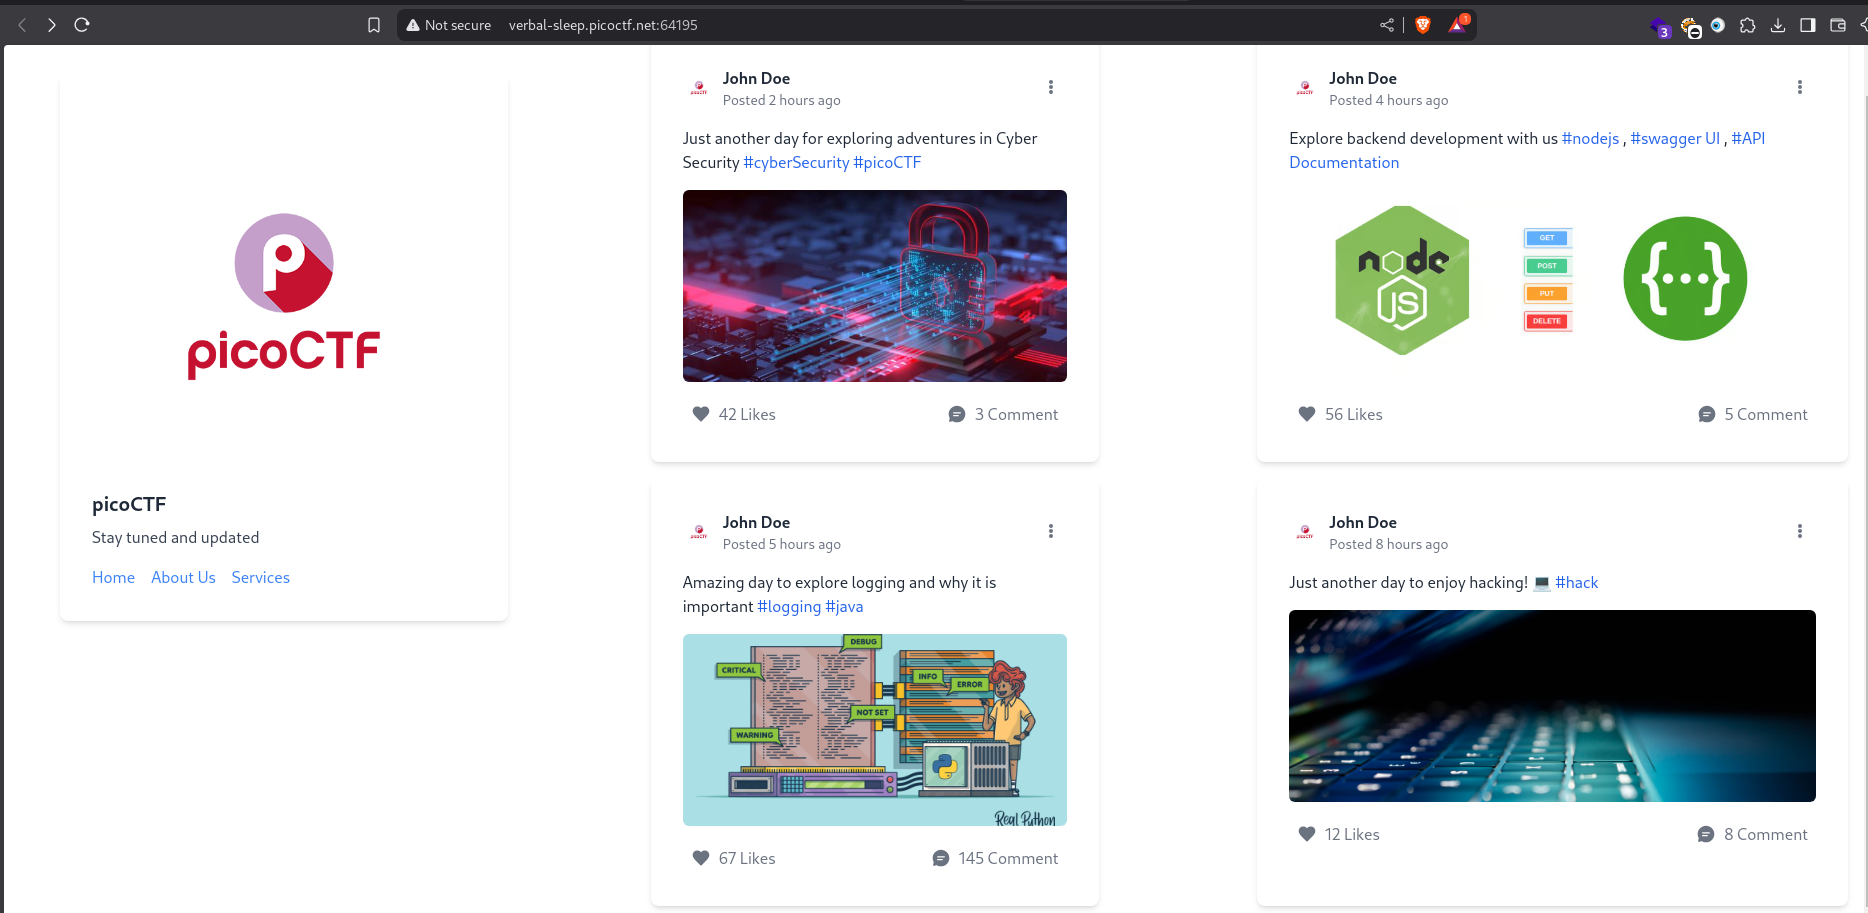 Not secure verbal-sleep.picoctf.net:64195
1
3
picoCTF
picoCTF
Stay tuned and updated
Home About Us Services
John Doe
Posted 2 hours ago
Just another day for exploring adventures in Cyber
Security #cyberSecurity #picoCTF
42 Likes
3 Comment
John Doe
Posted 4 hours ago
Explore backend development with us #nodejs , #swagger UI , #API
Documentation
node
JS
GET
POST
PUT
DELETE
{...}
56 Likes
5 Comment
John Doe
Posted 5 hours ago
Amazing day to explore logging and why it is
important #logging #java
DEBUG
CRITICAL
INFO
ERROR
NOT SET
WARNING
Real Python
67 Likes
145 Comment
John Doe
Posted 8 hours ago
Just another day to enjoy hacking! 💻 #hack
12 Likes
8 Comment